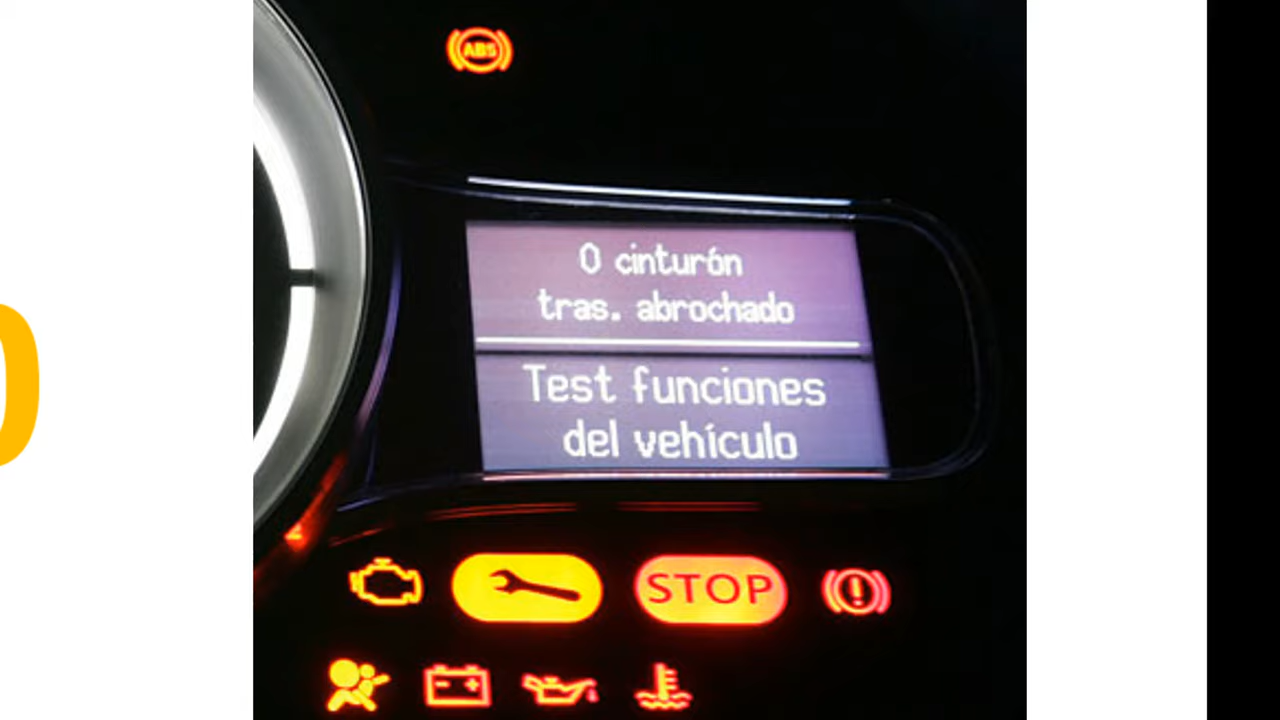 ABS
0 cinturón
tras. abrochado
Test funciones
del vehículo
STOP